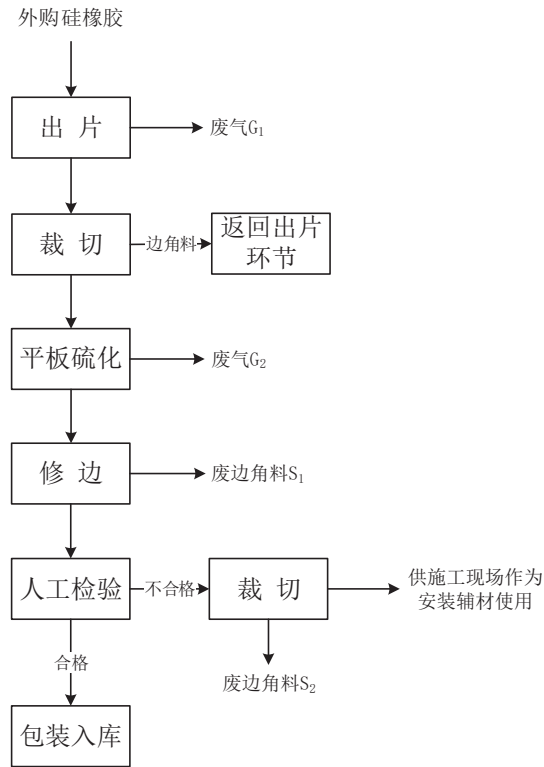 外购硅橡胶
出 片
废气G₁
裁 切
边角料
返回出片
环节
平板硫化
废气G₂
修 边
废边角料S₁
人工检验
不合格
裁 切
供施工现场作为
安装辅材使用
合格
废边角料S₂
包装入库